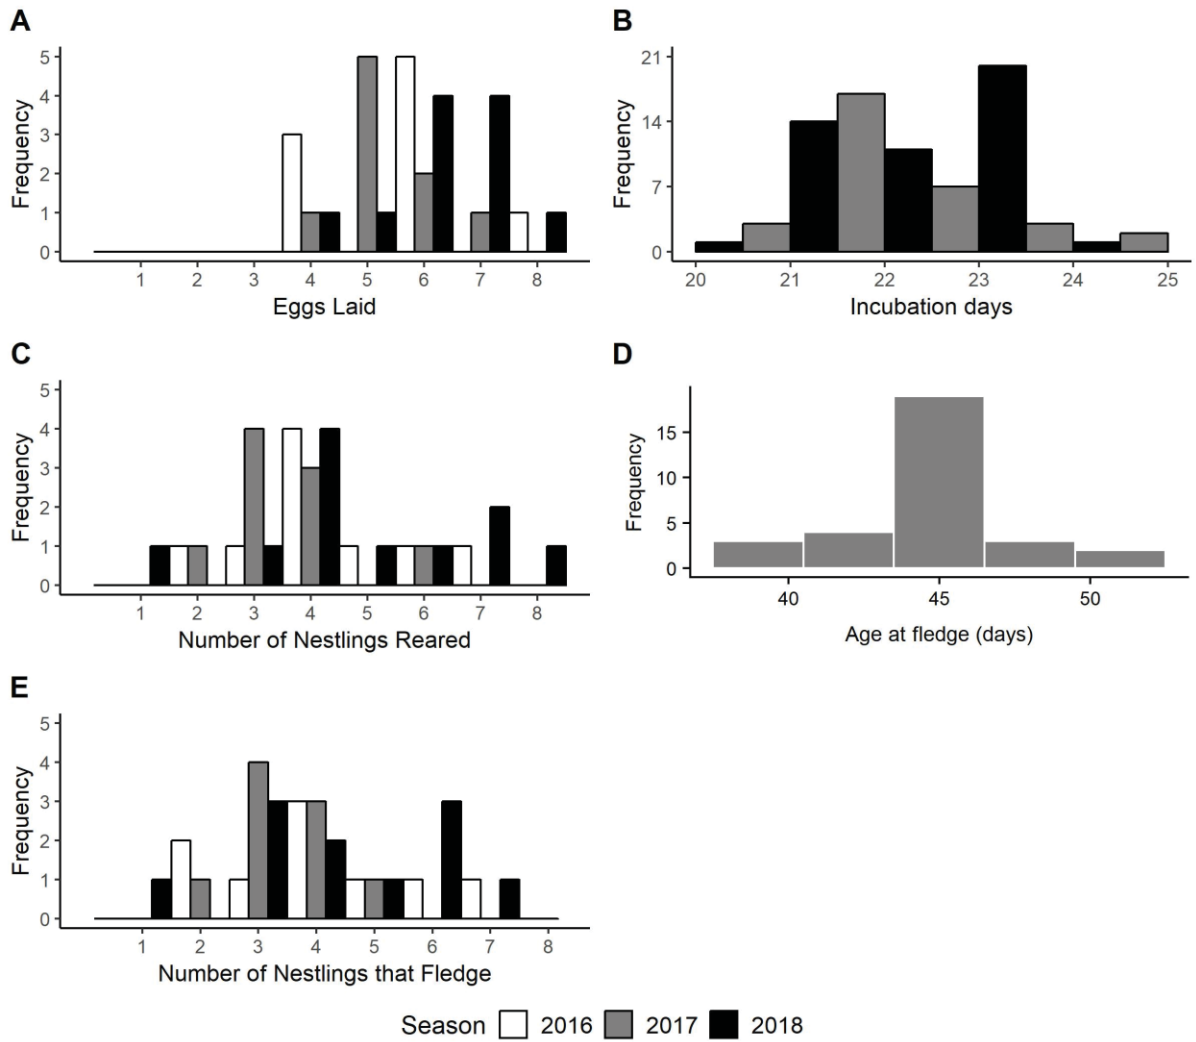 A
5
4
3
2
1
0
Frequency
1 2 3 4 5 6 7 8
Eggs Laid
B
21
14
7
0
Frequency
20 21 22 23 24 25
Incubation days
C
5
4
3
2
1
0
Frequency
1 2 3 4 5 6 7 8
Number of Nestlings Reared
D
15
10
5
0
Frequency
40 45 50
Age at fledge (days)
E
5
4
3
2
1
0
Frequency
1 2 3 4 5 6 7 8
Number of Nestlings that Fledge
Season 2016 2017 2018